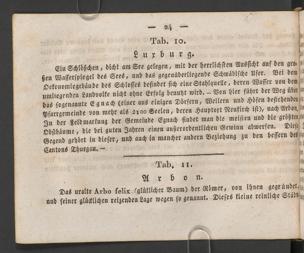 — 24 —
Tab. 10.
Luxburg.
Ein Schlößchen, dicht am See gelegen, mit der herrlichsten Aussicht auf den gro-
ßen Wasserspiegel des Sees, und das gegenüberliegende Schwäbische Ufer. Bei den
Oekonomiegebäude des Schlosses befindet sich eine Stahlquelle, deren Wasser von den
umliegenden Landvolke nicht ohne Erfolg benutzt wird. — Von hier führt der Weg über
das sogenannte Egnach (einer aus einigen Dörfern, Weilern und Höfen bestehenden
Pfarrgemeinde von mehr als 2100 Seelen, deren Hauptort Neukirch ist) nach Arbon,
In der Feldmarkung der Gemeinde Egnach findet man die meisten und die größten
Obstbäume, die bei guten Jahren einen außerordentlichen Gewinn abwerfen. Diese
Gegend gehört in dieser, und auch in mancher andern Beziehung zu den bessern des
Cantons Thurgau. —
Tab. 11.
Arbon.
Das uralte Arbo felix (glücklicher Baum) der Römer, von ihnen gegründet,
und seiner glücklichen reizenden Lage wegen so genannt. Dieses kleine reinliche Städt-